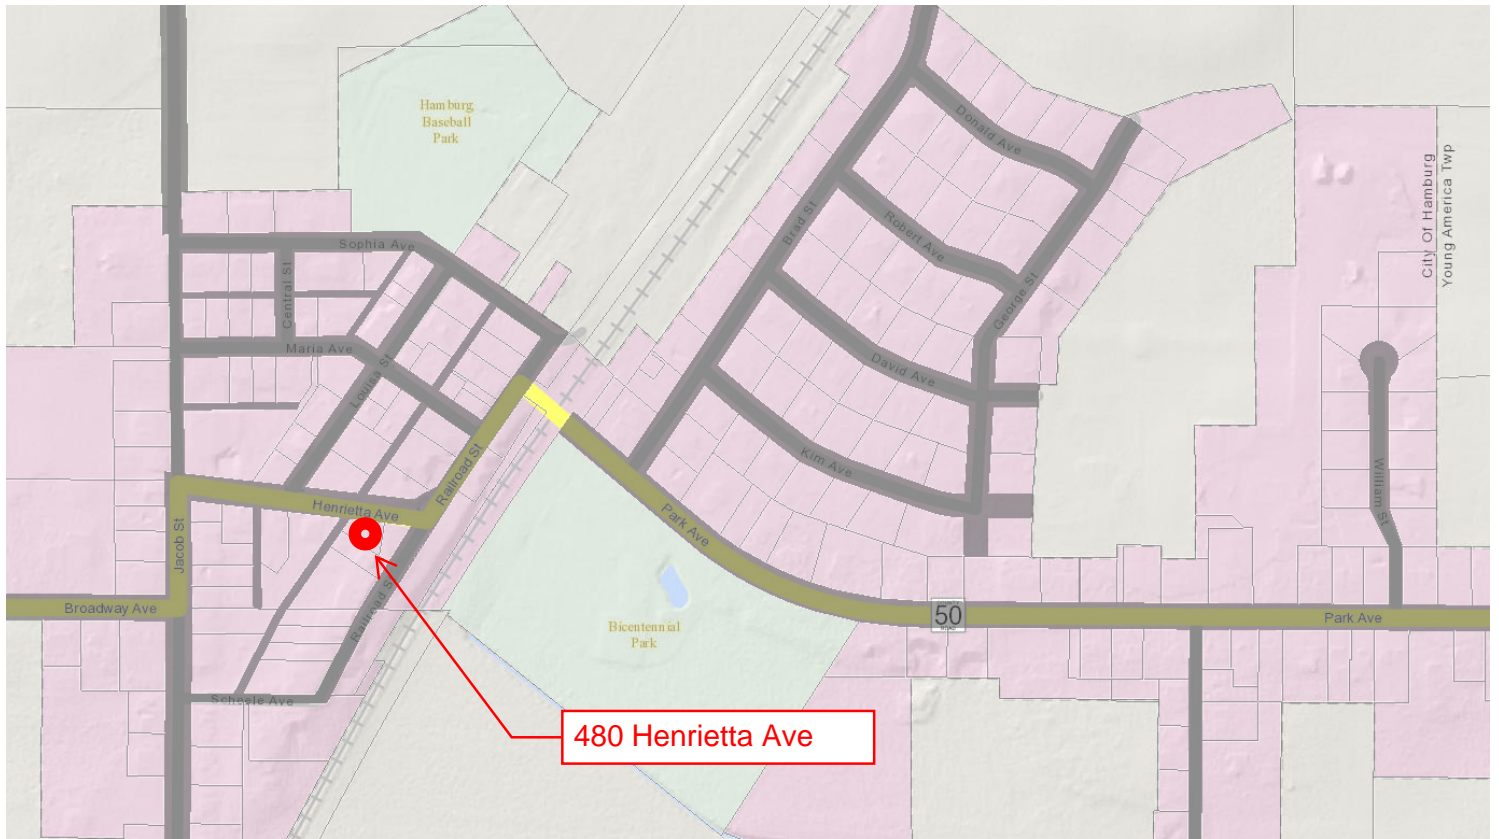 Hamburg
Baseball
Park
Donald Ave
City Of Hamburg
Young America Twp
Robert Ave
Brad St
Sophia Ave
Central St
George St
Maria Ave
Louisa St
David Ave
Kim Ave
Railroad St
William St
Henrietta Ave
Park Ave
Jacob St
Railroad St
Broadway Ave
50
ROAD
Park Ave
Bicentennial
Park
Scheele Ave
480 Henrietta Ave